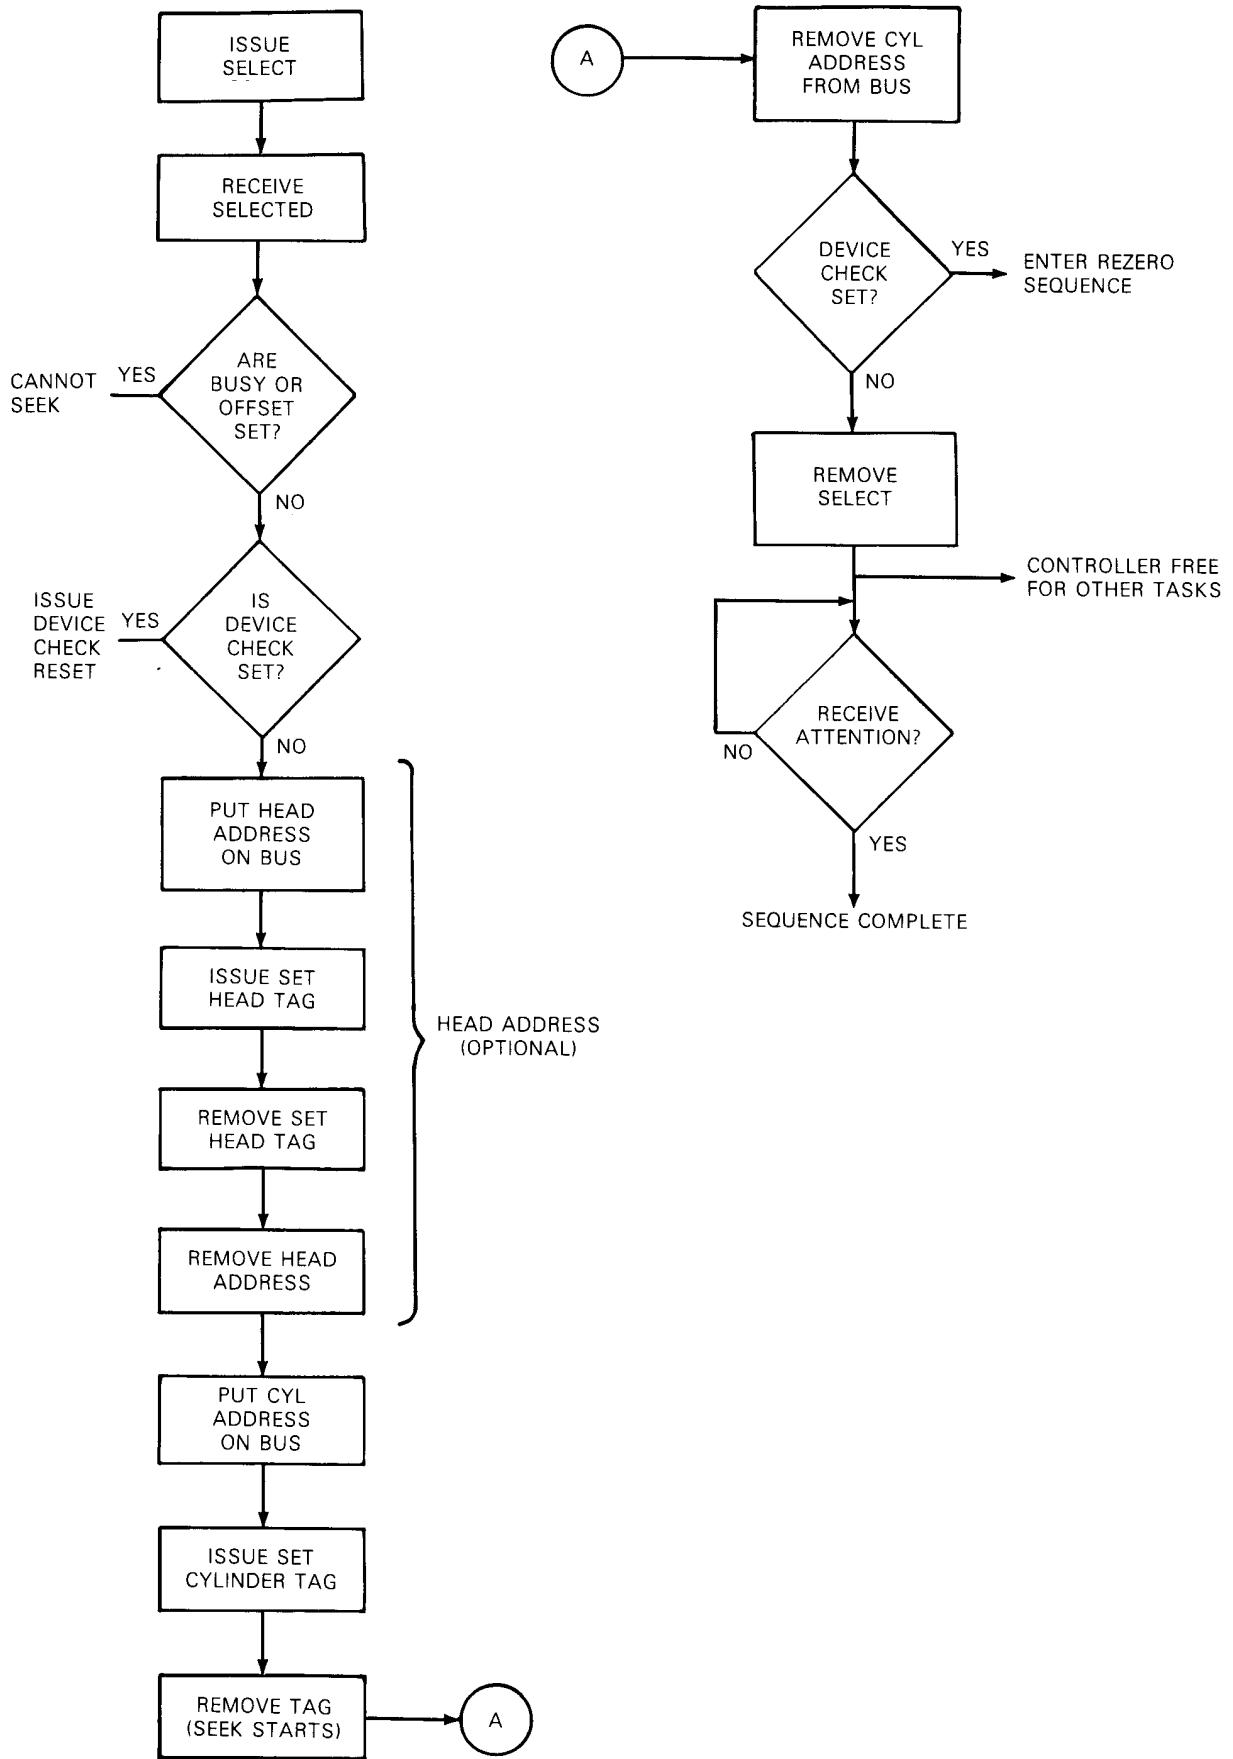 ISSUE
SELECT
RECEIVE
SELECTED
ARE
BUSY OR
OFFSET
SET?
YES
CANNOT
SEEK
NO
IS
DEVICE
CHECK
SET?
YES
ISSUE
DEVICE
CHECK
RESET
NO
PUT HEAD
ADDRESS
ON BUS
ISSUE SET
HEAD TAG
REMOVE SET
HEAD TAG
REMOVE HEAD
ADDRESS
HEAD ADDRESS
(OPTIONAL)
PUT CYL
ADDRESS
ON BUS
ISSUE SET
CYLINDER TAG
REMOVE TAG
(SEEK STARTS)
A
A
REMOVE CYL
ADDRESS
FROM BUS
DEVICE
CHECK
SET?
YES
ENTER REZERO
SEQUENCE
NO
REMOVE
SELECT
CONTROLLER FREE
FOR OTHER TASKS
RECEIVE
ATTENTION?
NO
YES
SEQUENCE COMPLETE